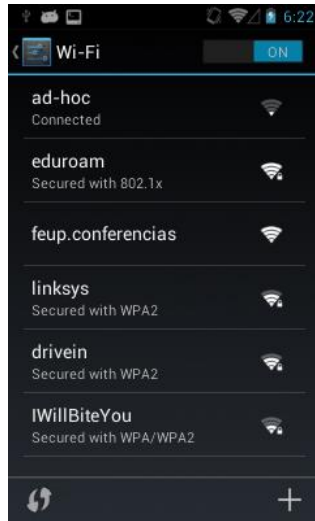 6:22
Wi-Fi
ON
ad-hoc
Connected
eduroam
Secured with 802.1x
feup.conferencias
linksys
Secured with WPA2
drivein
Secured with WPA2
IWillBiteYou
Secured with WPA/WPA2